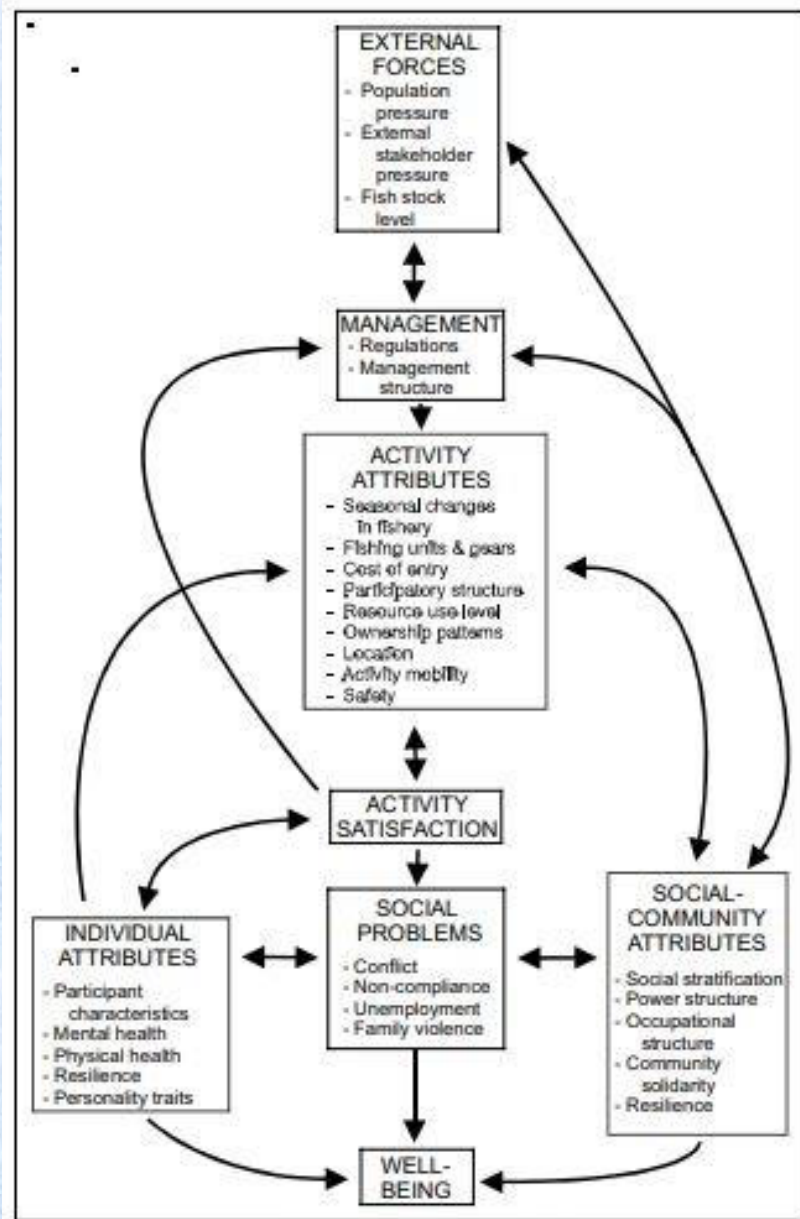 EXTERNAL
FORCES
- Population
pressure
- External
stakeholder
pressure
- Fish stock
level
MANAGEMENT
- Regulations
- Management
structure
ACTIVITY
ATTRIBUTES
- Seasonal changes
in fishery
- Fishing units & gears
- Cost of entry
- Participatory structure
- Resource use level
- Ownership patterns
- Location
- Activity mobility
- Safety
ACTIVITY
SATISFACTION
INDIVIDUAL
ATTRIBUTES
- Participant
characteristics
- Mental health
- Physical health
- Resilience
- Personality traits
SOCIAL
PROBLEMS
- Conflict
- Non-compliance
- Unemployment
- Family violence
SOCIAL-
COMMUNITY
ATTRIBUTES
- Social stratification
- Power structure
- Occupational
structure
- Community
solidarity
- Resilience
WELL-
BEING